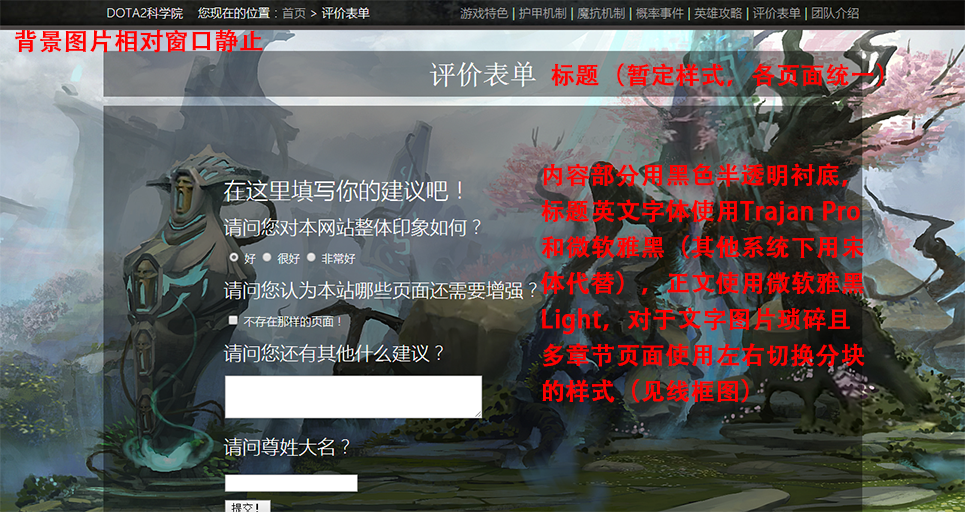 DOTA2科学院 您现在的位置：首页 > 评价表单 游戏特色 | 护甲机制 | 魔抗机制 | 概率事件 | 英雄攻略 | 评价表单 | 团队介绍
背景图片相对窗口静止
评价表单 标题（暂定样式，各页面统一）
内容部分用黑色半透明衬底，
标题英文字体使用Trajan Pro
和微软雅黑（其他系统下用宋
体代替），正文使用微软雅黑
Light，对于文字图片琐碎且
多章节页面使用左右切换分块
的样式（见线框图）
在这里填写你的建议吧！
请问您对本网站整体印象如何？
好 很好 非常好
请问您认为本站哪些页面还需要增强？
不存在那样的页面！
请问您还有其他什么建议？
请问尊姓大名？
提交！